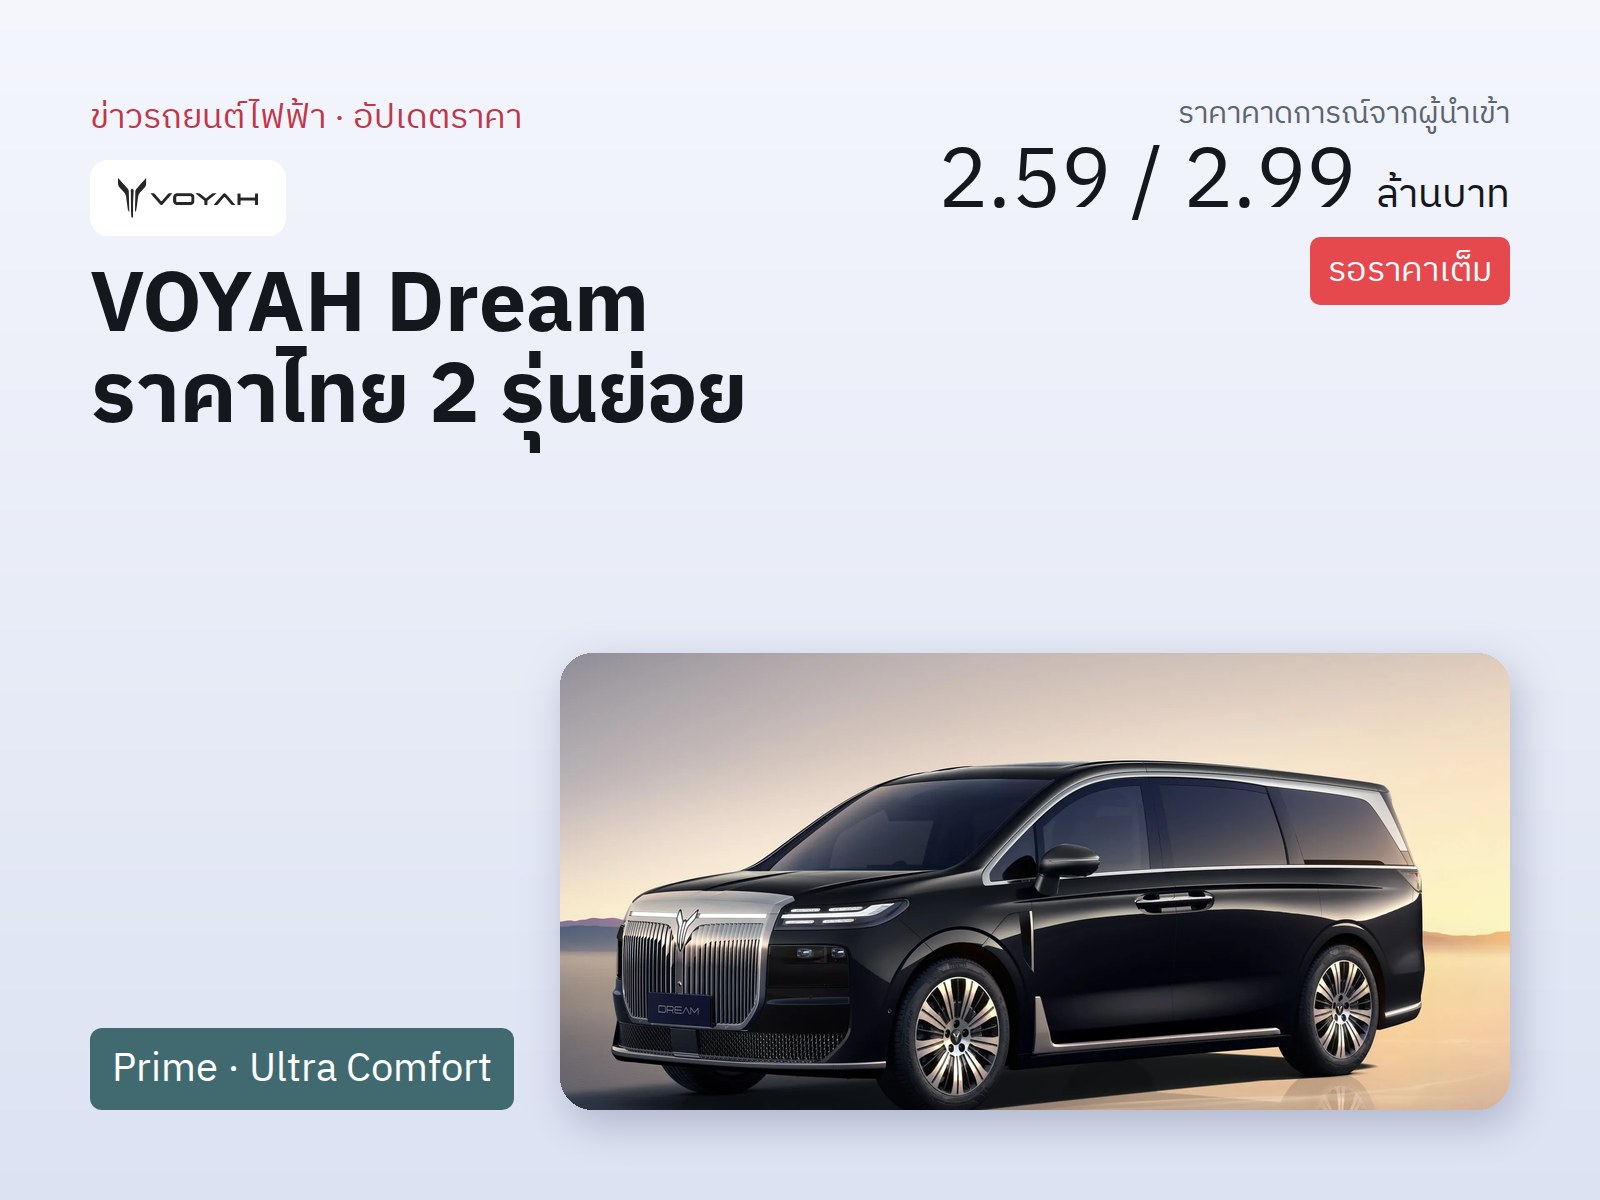 ข่าวรถยนต์ไฟฟ้า · อัปเดตราคา
VOYAH
VOYAH Dream
ราคาไทย 2 รุ่นย่อย
ราคาคาดการณ์จากผู้นำเข้า
2.59 / 2.99 ล้านบาท
รอราคาเต็ม
DREAM
Prime · Ultra Comfort